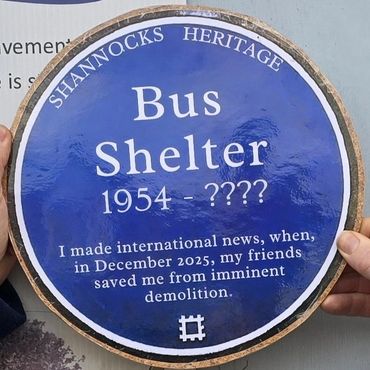 SHANNOCKS HERITAGE
Bus
Shelter
1954 - ????
I made international news, when,
in December 2025, my friends
saved me from imminent
demolition.